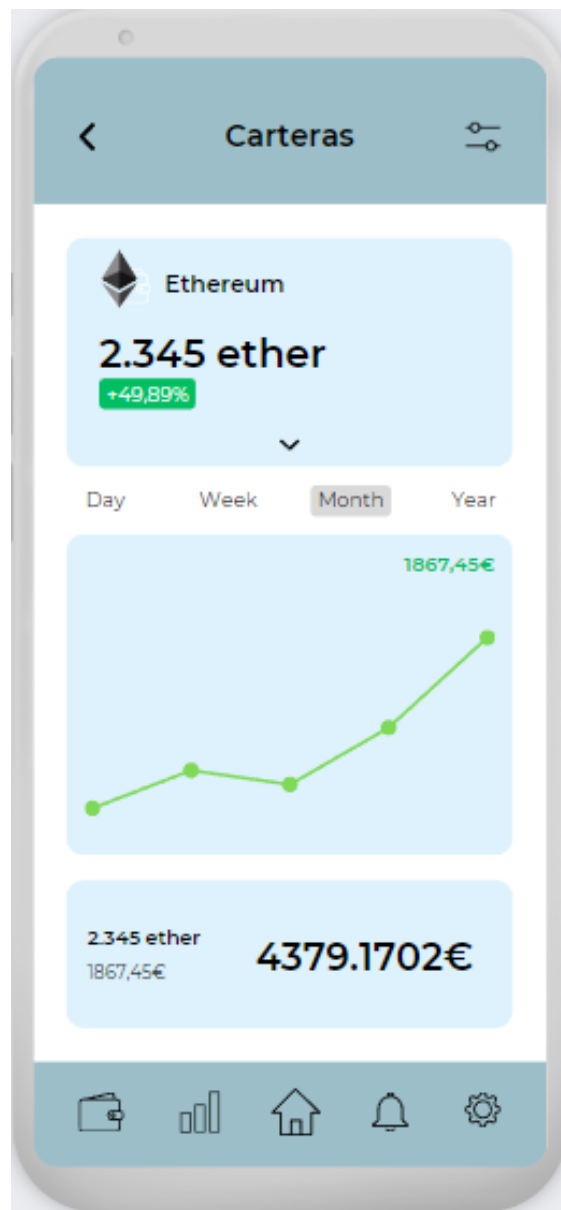 Carteras
Ethereum
2.345 ether
+49,89%
Day Week Month Year
1867,45€
2.345 ether
1867,45€
4379.1702€